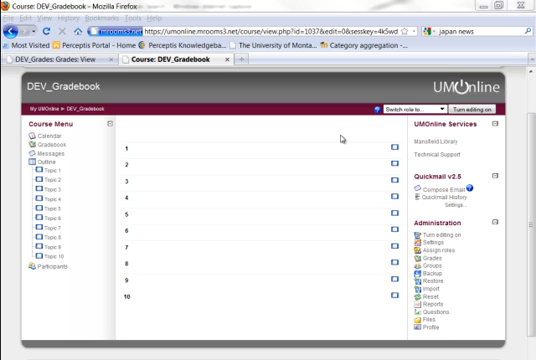 Course: DEV_Gradebook - Mozilla Firefox
File Edit View History Bookmarks Tools Help
mrooms3.net https://umonline.mrooms3.net/course/view.php?id=1037&edit=0&sesskey=4k5wd japan news
Most Visited Perceptis Portal - Home Perceptis Knowledgeba... The University of Monta... Category aggregation -...
DEV_Grades: Grades: View Course: DEV_Gradebook
DEV_Gradebook UMOnline
My UMOnline ► DEV_Gradebook Switch role to... Turn editing on
Course Menu
Calendar
Gradebook
Messages
Outline
Topic 1
Topic 2
Topic 3
Topic 4
Topic 5
Topic 6
Topic 7
Topic 8
Topic 9
Topic 10
Participants
1
2
3
4
5
6
7
8
9
10
UMOnline Services
Mansfield Library
Technical Support
Quickmail v2.5
Compose Email
Quickmail History
Settings...
Administration
Turn editing on
Settings
Assign roles
Grades
Groups
Backup
Restore
Import
Reset
Reports
Questions
Files
Profile